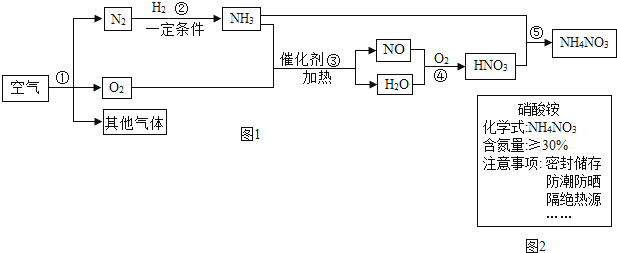 空气
①
N2
H2 ②
一定条件
NH3
O2
其他气体
催化剂③
加热
NO
H2O
O2
④
HNO3
⑤
NH4NO3
图1
硝酸铵
化学式:NH4NO3
含氮量:≥30%
注意事项: 密封储存
防潮防晒
隔绝热源
……
图2